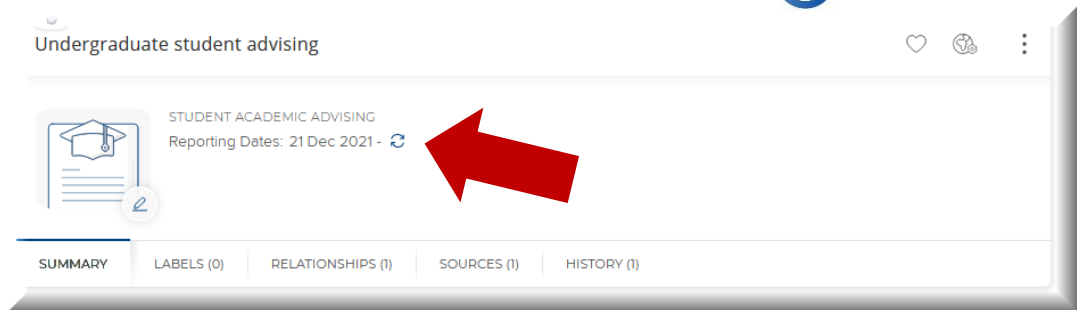 Undergraduate student advising
STUDENT ACADEMIC ADVISING
Reporting Dates: 21 Dec 2021 -
SUMMARY LABELS (0) RELATIONSHIPS (1) SOURCES (1) HISTORY (1)